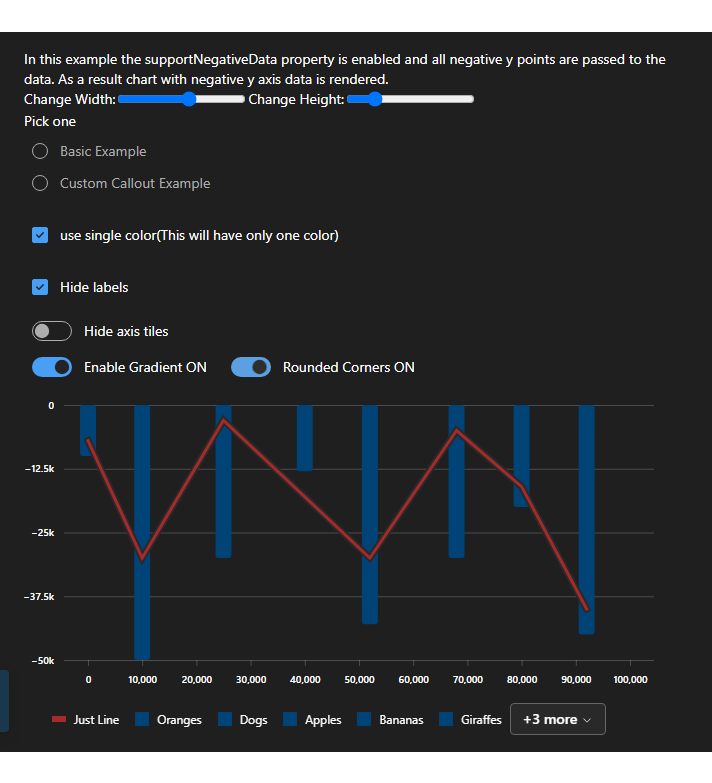 In this example the supportNegativeData property is enabled and all negative y points are passed to the
data. As a result chart with negative y axis data is rendered.
Change Width: Change Height:
Pick one
Basic Example
Custom Callout Example
use single color(This will have only one color)
Hide labels
Hide axis tiles
Enable Gradient ON Rounded Corners ON
0
−12.5k
−25k
−37.5k
−50k
0 10,000 20,000 30,000 40,000 50,000 60,000 70,000 80,000 90,000 100,000
Just Line Oranges Dogs Apples Bananas Giraffes +3 more